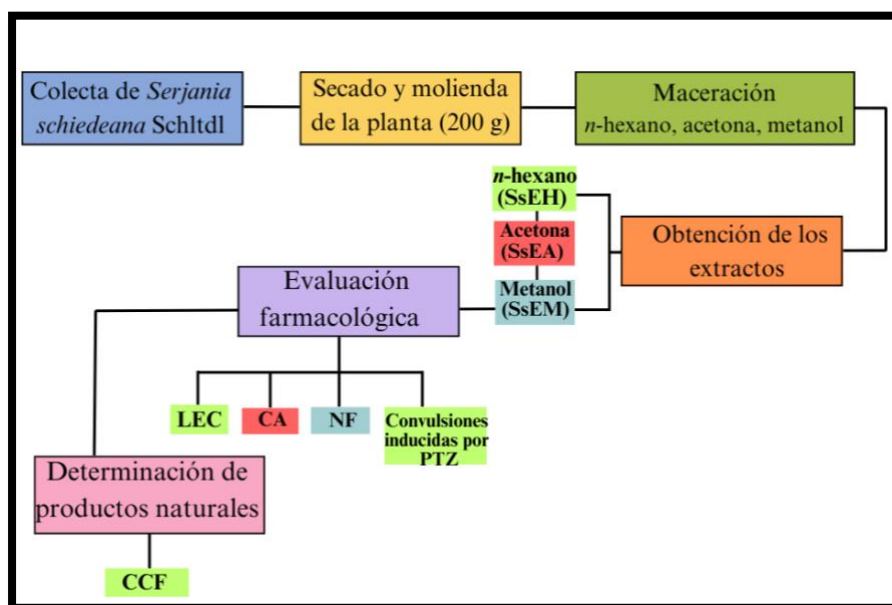 Colecta de Serjania
schiedeana Schltdl
Secado y molienda
de la planta (200 g)
Maceración
n-hexano, acetona, metanol
Obtención de los
extractos
n-hexano
(SsEH)
Acetona
(SsEA)
Metanol
(SsEM)
Evaluación
farmacológica
LEC
CA
NF
Convulsiones
inducidas por
PTZ
Determinación de
productos naturales
CCF